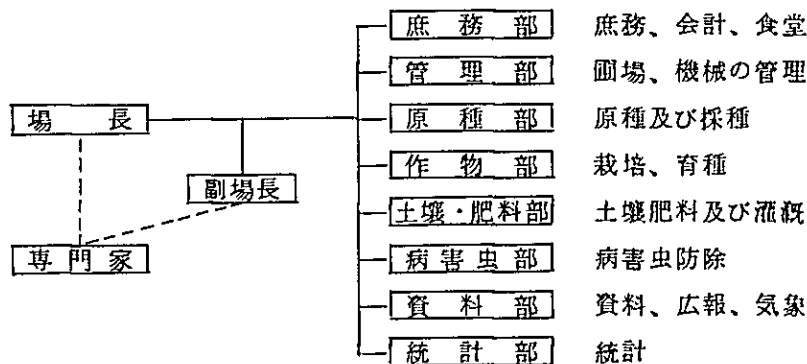 庶務部 庶務、会計、食堂
管理部 圃場、機械の管理
場長 原種部 原種及び採種
作物部 栽培、育種
副場長
土壌・肥料部 土壌肥料及び灌漑
専門家 病害虫部 病害虫防除
資料部 資料、広報、気象
統計部 統計